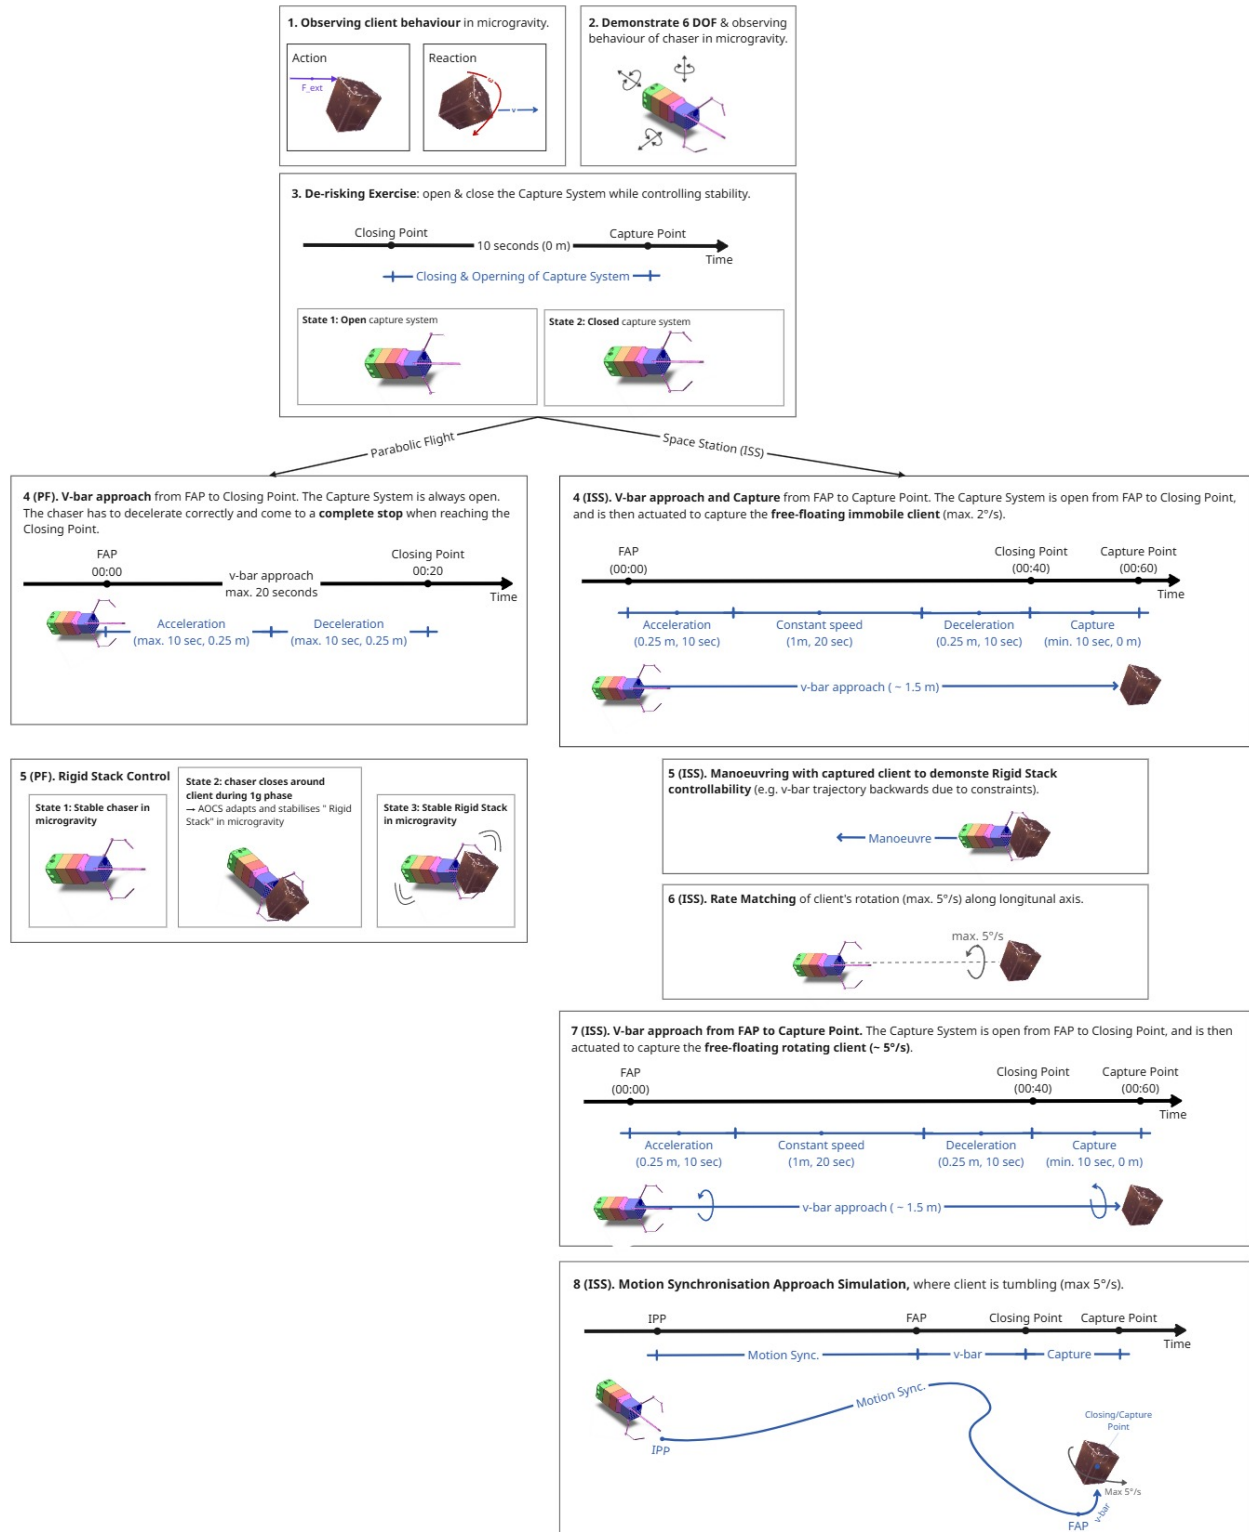 1. Observing client behaviour in microgravity.
Action
F_ext
Reaction
ω
v
2. Demonstrate 6 DOF & observing
behaviour of chaser in microgravity.
3. De-risking Exercise: open & close the Capture System while controlling stability.
Closing Point
10 seconds (0 m)
Capture Point
Time
Closing & Operning of Capture System
State 1: Open capture system
State 2: Closed capture system
Parabolic Flight
Space Station (ISS)
4 (PF). V-bar approach from FAP to Closing Point. The Capture System is always open.
The chaser has to decelerate correctly and come to a complete stop when reaching the
Closing Point.
FAP
00:00
v-bar approach
max. 20 seconds
Closing Point
00:20
Time
Acceleration
(max. 10 sec, 0.25 m)
Deceleration
(max. 10 sec, 0.25 m)
4 (ISS). V-bar approach and Capture from FAP to Capture Point. The Capture System is open from FAP to Closing Point,
and is then actuated to capture the free-floating immobile client (max. 2°/s).
FAP
(00:00)
Closing Point
(00:40)
Capture Point
(00:60)
Time
Acceleration
(0.25 m, 10 sec)
Constant speed
(1m, 20 sec)
Deceleration
(0.25 m, 10 sec)
Capture
(min. 10 sec, 0 m)
v-bar approach ( ~ 1.5 m)
5 (PF). Rigid Stack Control
State 1: Stable chaser in
microgravity
State 2: chaser closes around
client during 1g phase
→ AOCS adapts and stabilises " Rigid
Stack" in microgravity
State 3: Stable Rigid Stack
in microgravity
5 (ISS). Manoeuvring with captured client to demonste Rigid Stack
controllability (e.g. v-bar trajectory backwards due to constraints).
Manoeuvre
6 (ISS). Rate Matching of client's rotation (max. 5°/s) along longitunal axis.
max. 5°/s
7 (ISS). V-bar approach from FAP to Capture Point. The Capture System is open from FAP to Closing Point, and is then
actuated to capture the free-floating rotating client (~ 5°/s).
FAP
(00:00)
Closing Point
(00:40)
Capture Point
(00:60)
Time
Acceleration
(0.25 m, 10 sec)
Constant speed
(1m, 20 sec)
Deceleration
(0.25 m, 10 sec)
Capture
(min. 10 sec, 0 m)
v-bar approach ( ~ 1.5 m)
8 (ISS). Motion Synchronisation Approach Simulation, where client is tumbling (max 5°/s).
IPP
FAP
Closing Point
Capture Point
Time
Motion Sync.
v-bar
Capture
Motion Sync.
IPP
Closing/Capture
Point
Max 5°/s
v-bar
FAP